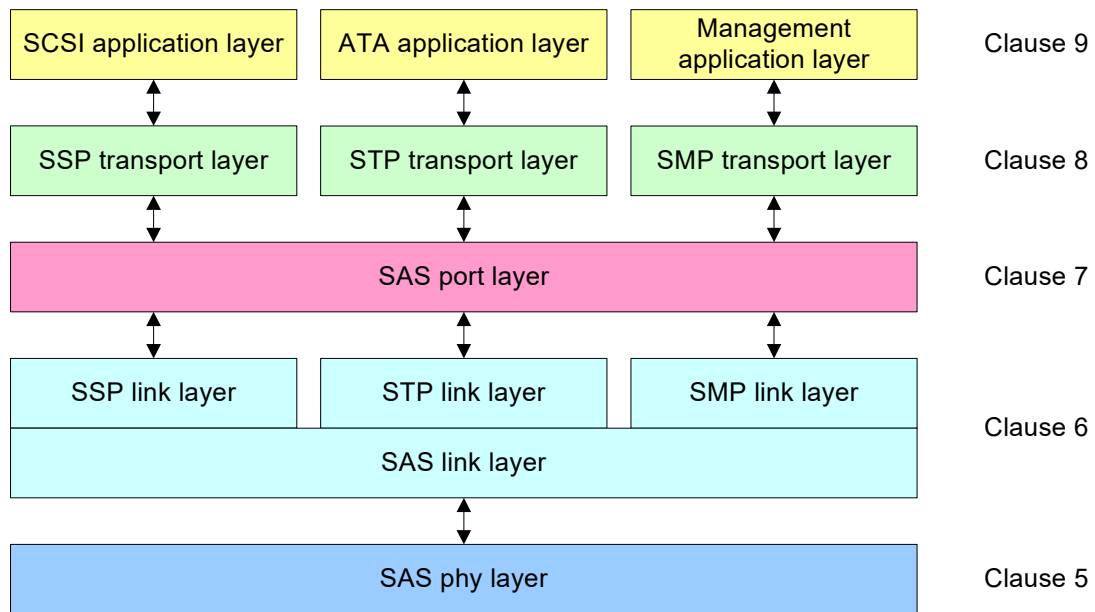 SCSI application layer
ATA application layer
Management
application layer
Clause 9
SSP transport layer
STP transport layer
SMP transport layer
Clause 8
SAS port layer
Clause 7
SSP link layer
STP link layer
SMP link layer
Clause 6
SAS link layer
SAS phy layer
Clause 5